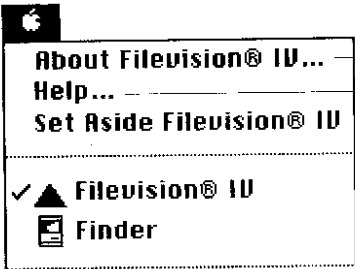 About Filevision® IV...
Help...
Set Aside Filevision® IV
Filevision® IV
Finder